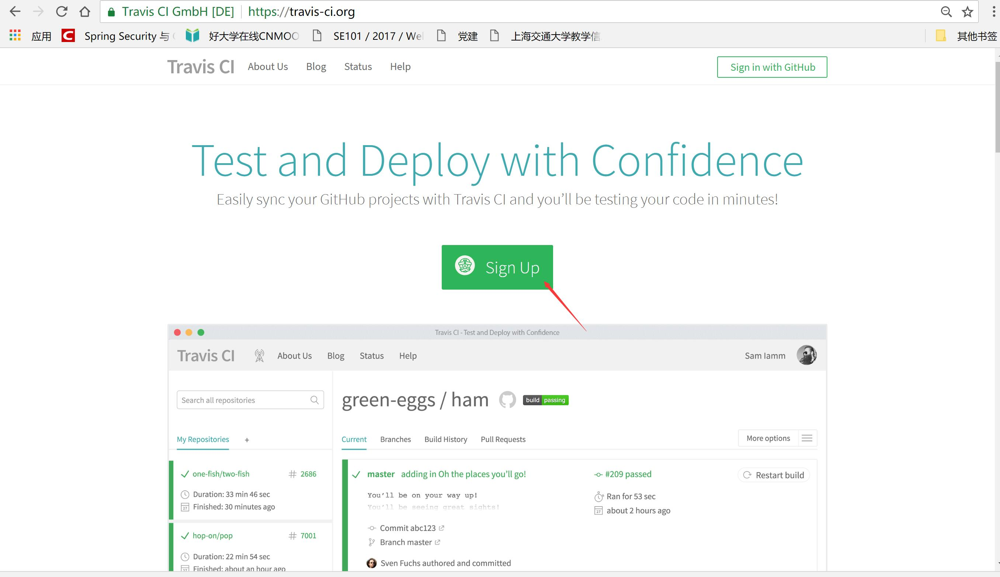 Travis CI GmbH [DE] https://travis-ci.org
应用 Spring Security 与 好大学在线CNMOO SE101 / 2017 / We 党建 上海交通大学教学信 其他书签
Travis CI About Us Blog Status Help Sign in with GitHub
Test and Deploy with Confidence
Easily sync your GitHub projects with Travis CI and you’ll be testing your code in minutes!
Sign Up
Travis CI - Test and Deploy with Confidence
Travis CI About Us Blog Status Help Sam Iamm
Search all repositories
green-eggs / ham build passing
My Repositories +
Current Branches Build History Pull Requests More options
one-fish/two-fish # 2686
Duration: 33 min 46 sec
Finished: 30 minutes ago
hop-on/pop # 7001
Duration: 22 min 54 sec
Finished: about an hour ago
master adding in Oh the places you’ll go! #209 passed Restart build
You’ll be on your way up!
You’ll be seeing great sights!
Ran for 53 sec
about 2 hours ago
Commit abc123
Branch master
Sven Fuchs authored and committed